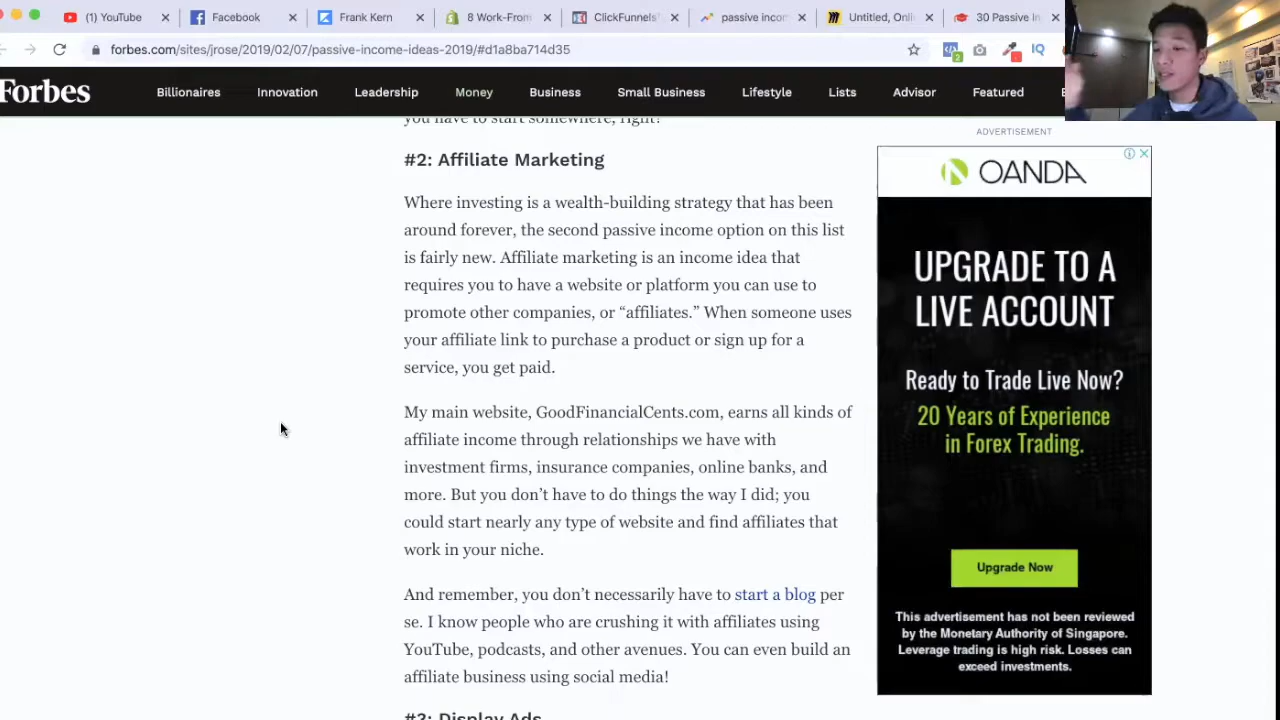 (1) YouTube
Facebook
Frank Kern
8 Work-From
ClickFunnels
passive incom
Untitled, Onli
30 Passive In
forbes.com/sites/jrose/2019/02/07/passive-income-ideas-2019/#d1a8ba714d35
IQ
Forbes
Billionaires
Innovation
Leadership
Money
Business
Small Business
Lifestyle
Lists
Advisor
Featured
you have to start somewhere, right?
#2: Affiliate Marketing
Where investing is a wealth-building strategy that has been
around forever, the second passive income option on this list
is fairly new. Affiliate marketing is an income idea that
requires you to have a website or platform you can use to
promote other companies, or “affiliates.” When someone uses
your affiliate link to purchase a product or sign up for a
service, you get paid.
My main website, GoodFinancialCents.com, earns all kinds of
affiliate income through relationships we have with
investment firms, insurance companies, online banks, and
more. But you don’t have to do things the way I did; you
could start nearly any type of website and find affiliates that
work in your niche.
And remember, you don’t necessarily have to start a blog per
se. I know people who are crushing it with affiliates using
YouTube, podcasts, and other avenues. You can even build an
affiliate business using social media!
#3: Display Ads
ADVERTISEMENT
OANDA
UPGRADE TO A
LIVE ACCOUNT
Ready to Trade Live Now?
20 Years of Experience
in Forex Trading.
Upgrade Now
This advertisement has not been reviewed
by the Monetary Authority of Singapore.
Leverage trading is high risk. Losses can
exceed investments.